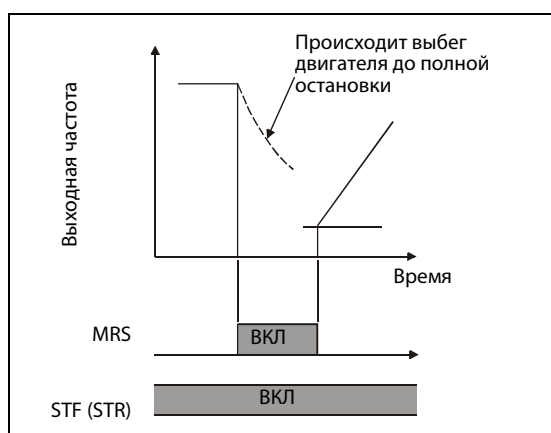 Происходит выбег
двигателя до полной
остановки
Выходная частота
Время
MRS
ВКЛ
STF (STR)
ВКЛ